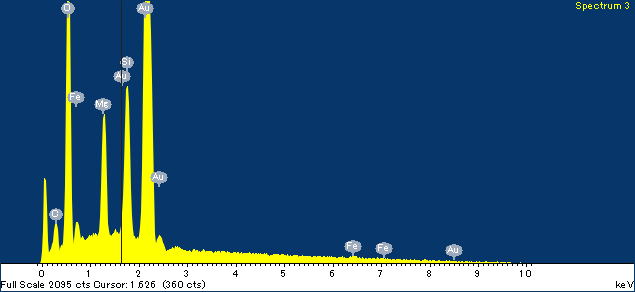 Spectrum 3
O Au
Si
Au
Fe
Mg
Au
O
Fe Fe Au
0 1 2 3 4 5 6 7 8 9 10
Full Scale 2095 cts Cursor: 1.626 (360 cts) keV